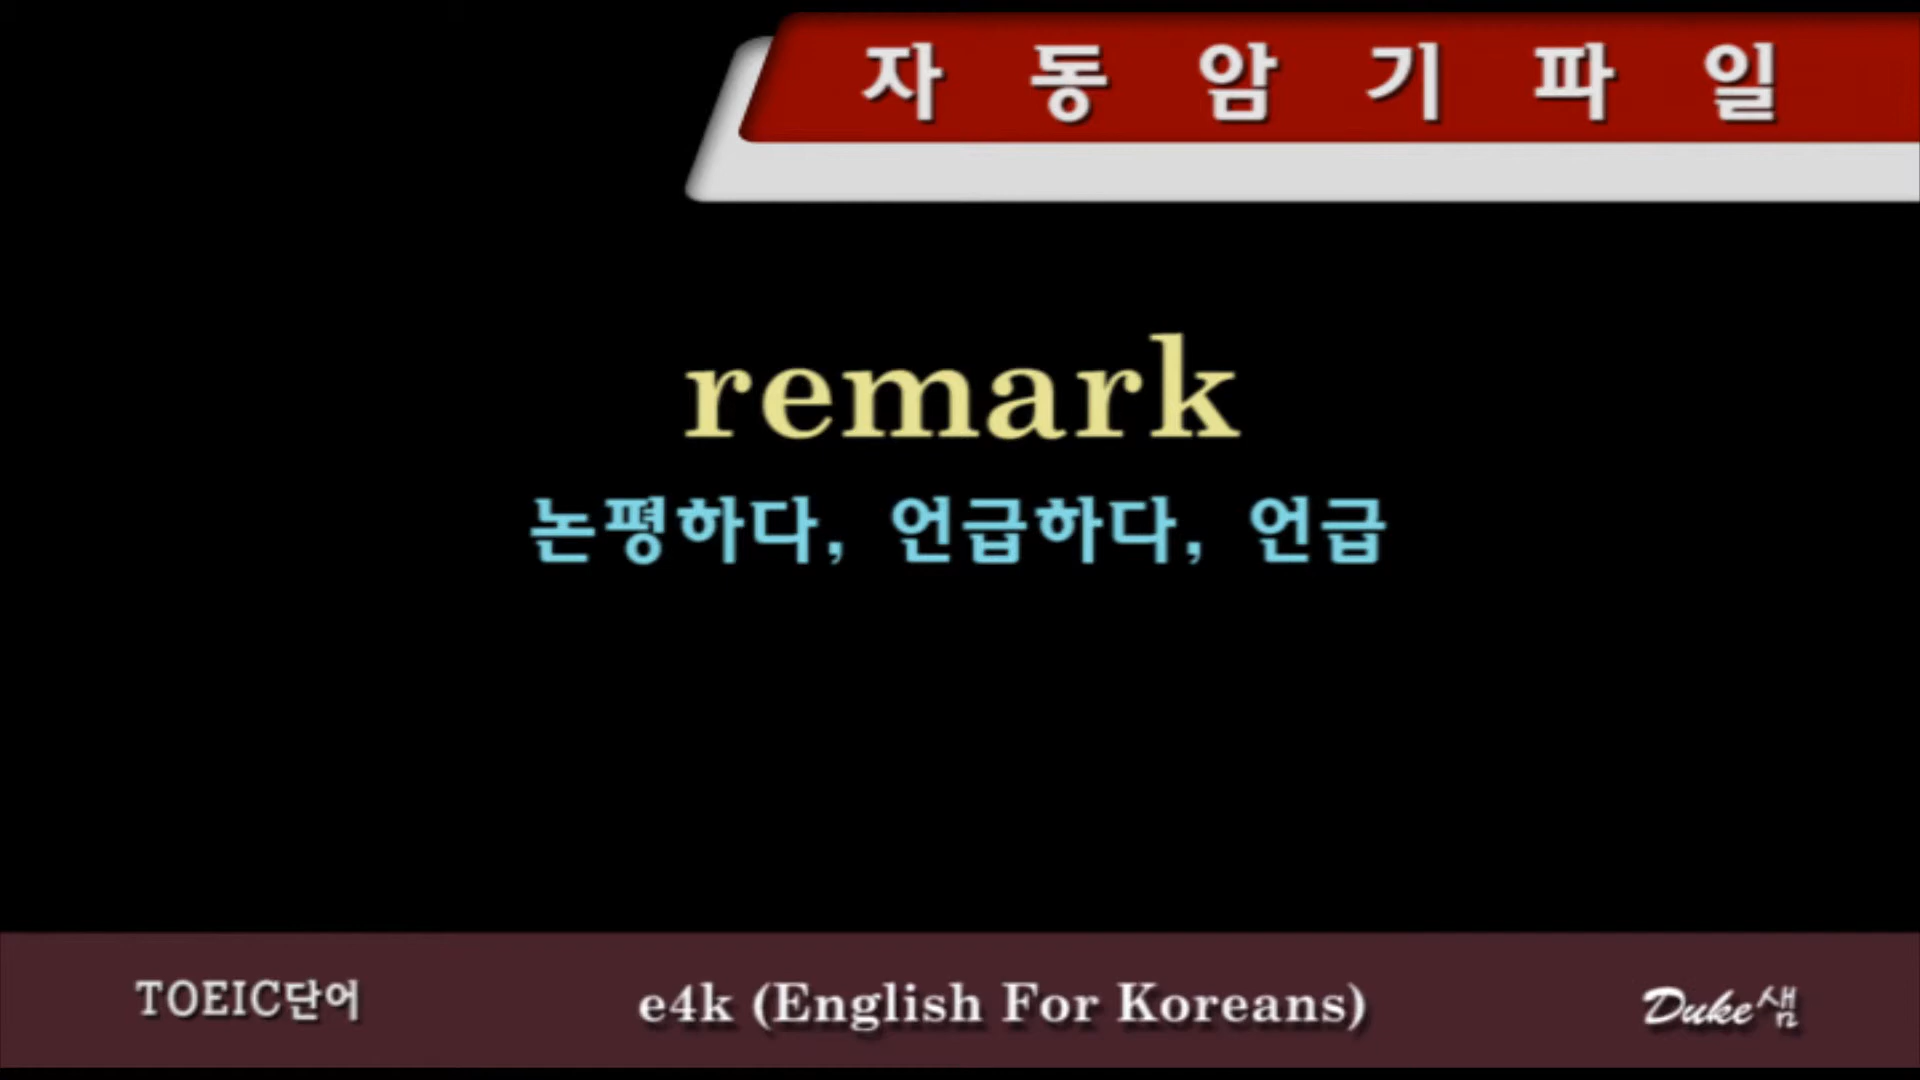 자동암기파일
remark
논평하다, 언급하다, 언급
TOEIC단어
e4k (English For Koreans)
Duke샘